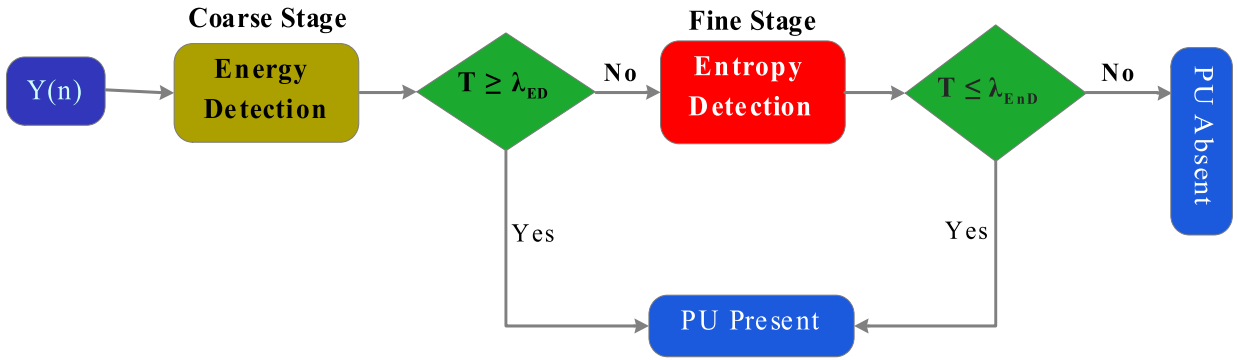 Coarse Stage
Fine Stage
Y(n)
Energy
Detection
T ≥ λED
No
Entropy
Detection
T ≤ λEnD
No
PU Absent
Yes
Yes
PU Present